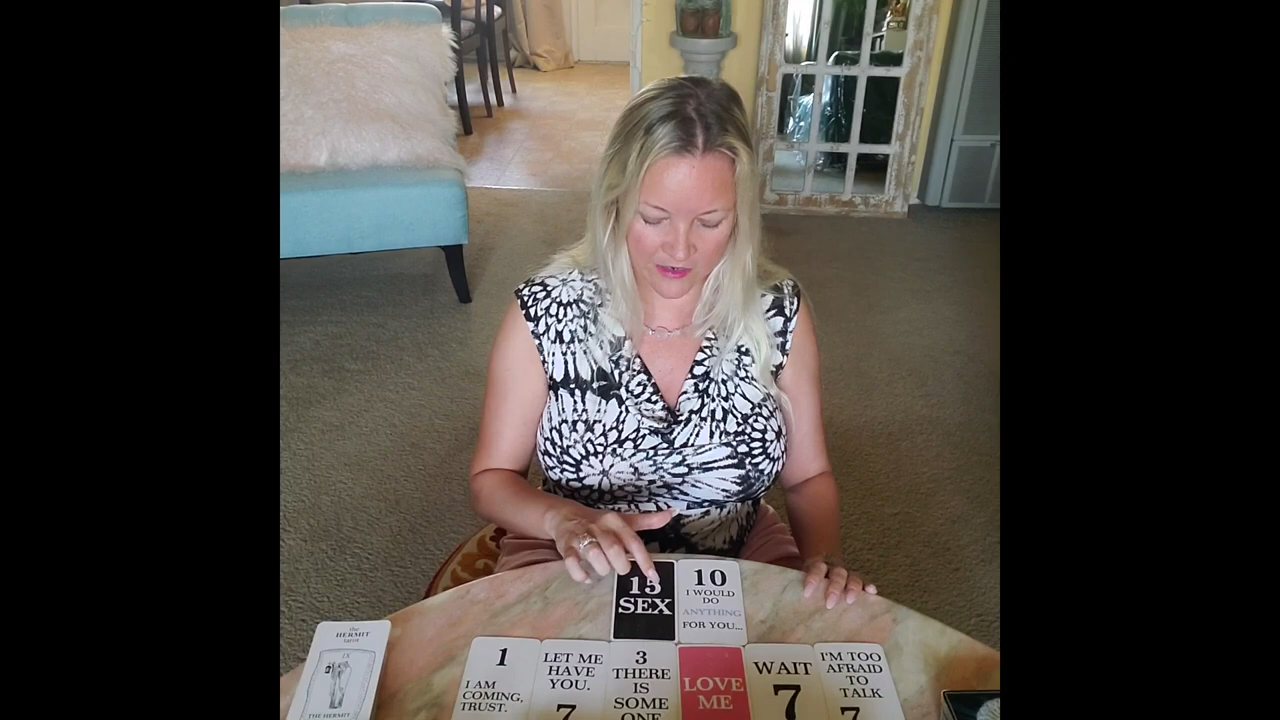 15
SEX
10
I WOULD
DO
ANYTHING
FOR YOU...
the
HERMIT
tarot
IX
THE HERMIT
1
I AM
COMING,
TRUST.
LET ME
HAVE
YOU.
7
3
THERE
IS
SOME
ONE
LOVE
ME
WAIT
7
I'M TOO
AFRAID
TO
TALK
7